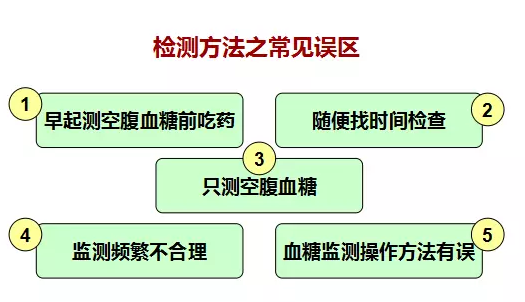 检测方法之常见误区
1
早起测空腹血糖前吃药
2
随便找时间检查
3
只测空腹血糖
4
监测频繁不合理
5
血糖监测操作方法有误